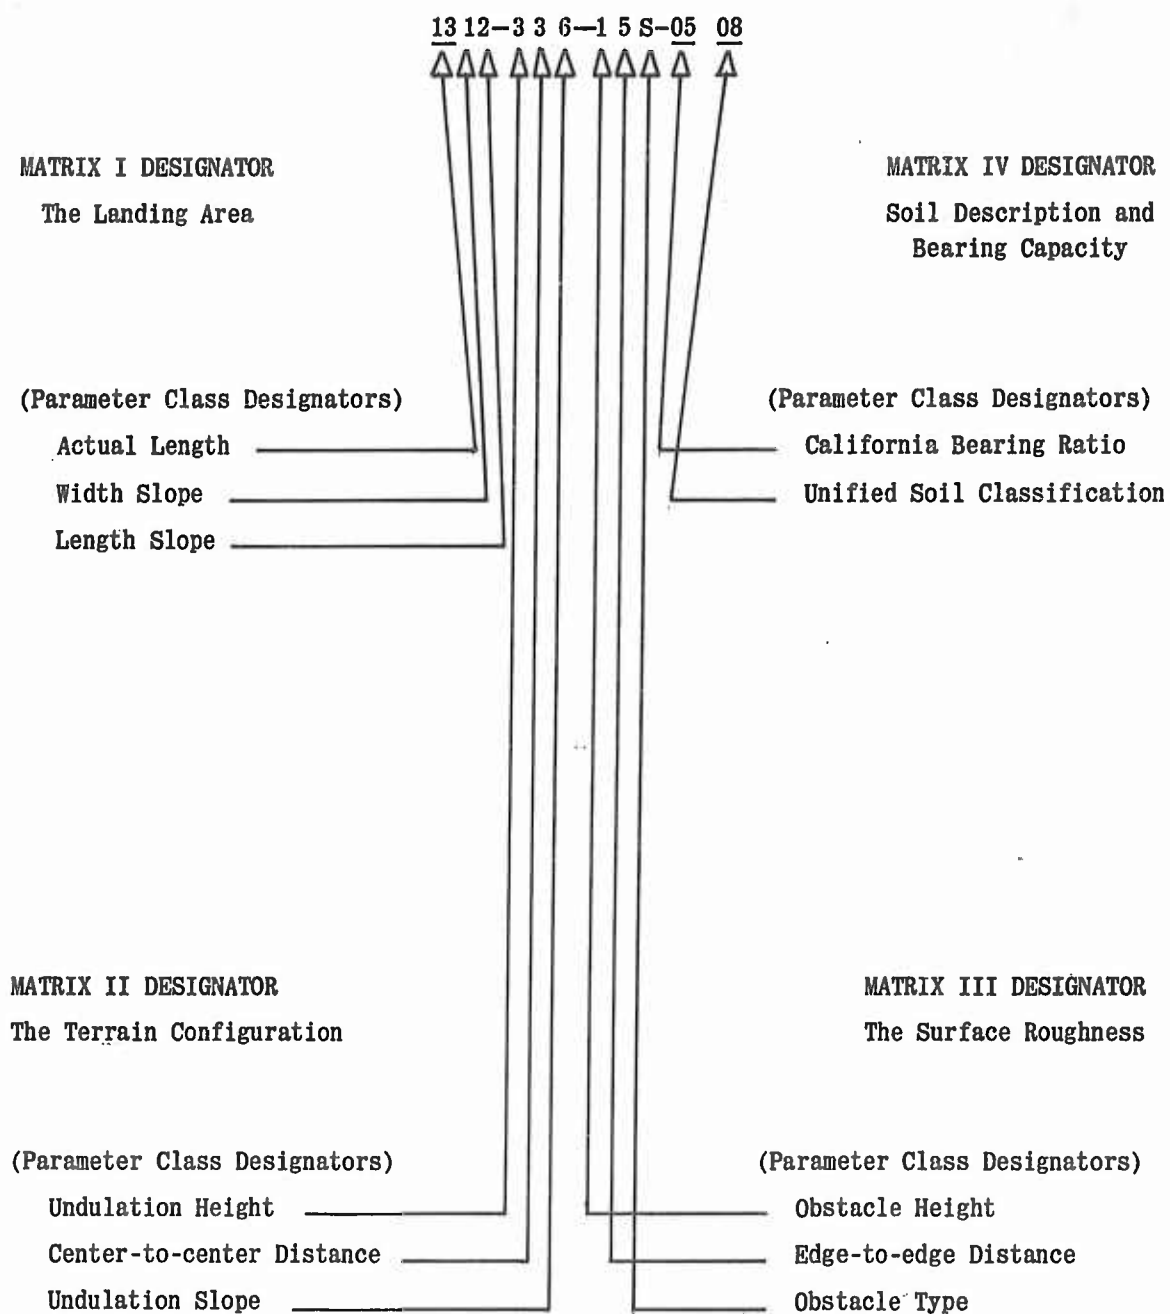 13 12-3 3 6-1 5 S-05 08
MATRIX I DESIGNATOR
The Landing Area
(Parameter Class Designators)
Actual Length
Width Slope
Length Slope
MATRIX IV DESIGNATOR
Soil Description and
Bearing Capacity
(Parameter Class Designators)
California Bearing Ratio
Unified Soil Classification
MATRIX II DESIGNATOR
The Terrain Configuration
(Parameter Class Designators)
Undulation Height
Center-to-center Distance
Undulation Slope
MATRIX III DESIGNATOR
The Surface Roughness
(Parameter Class Designators)
Obstacle Height
Edge-to-edge Distance
Obstacle Type